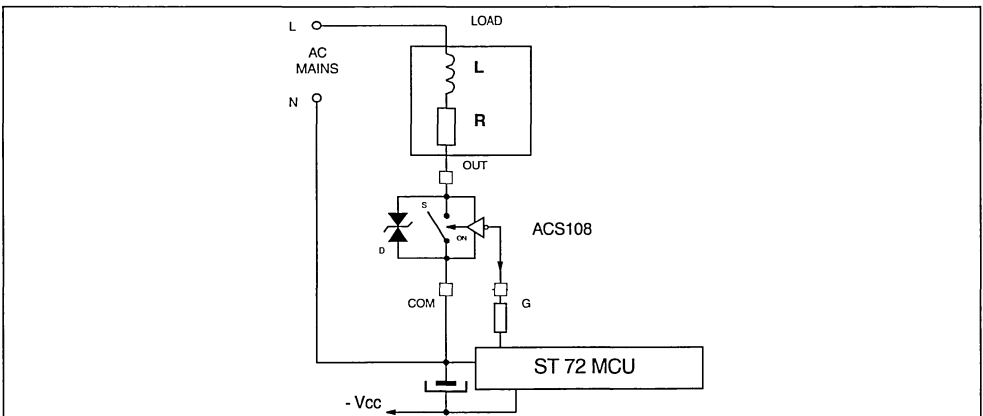 L
LOAD
AC
MAINS
L
N
R
OUT
S
ON
ACS108
D
COM
G
ST 72 MCU
- Vcc